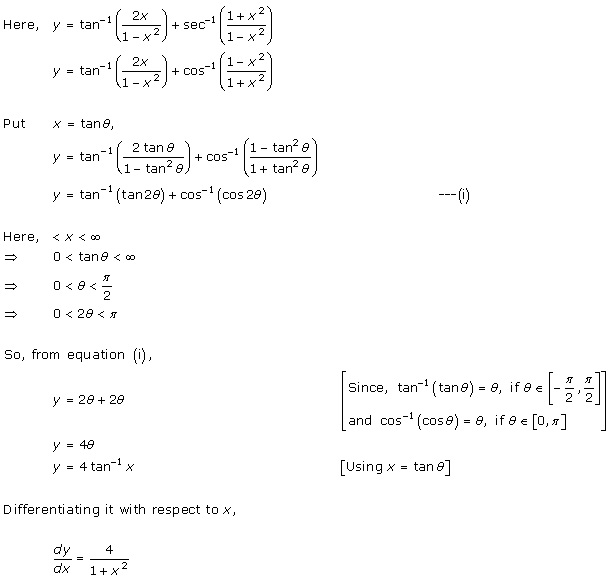 Here, y = tan⁻¹(2x/(1 − x²)) + sec⁻¹((1 + x²)/(1 − x²))
y = tan⁻¹(2x/(1 − x²)) + cos⁻¹((1 − x²)/(1 + x²))
Put x = tanθ,
y = tan⁻¹((2 tanθ)/(1 − tan²θ)) + cos⁻¹((1 − tan²θ)/(1 + tan²θ))
y = tan⁻¹(tan2θ) + cos⁻¹(cos2θ) ---(i)
Here, < x < ∞
⇒ 0 < tanθ < ∞
⇒ 0 < θ < π/2
⇒ 0 < 2θ < π
So, from equation (i),
y = 2θ + 2θ [Since, tan⁻¹(tanθ) = θ, if θ ∈ [−π/2, π/2]
and cos⁻¹(cosθ) = θ, if θ ∈ [0, π]]
y = 4θ
y = 4 tan⁻¹ x [Using x = tanθ]
Differentiating it with respect to x,
dy/dx = 4/(1 + x²)